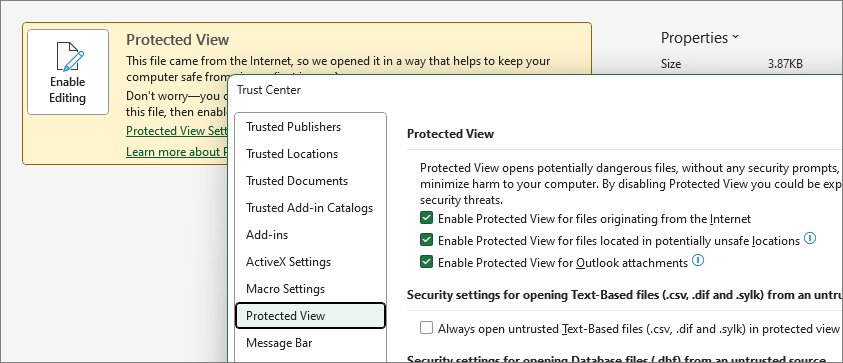 Enable
Editing
Protected View
This file came from the Internet, so we opened it in a way that helps to keep your
computer safe from
Don't worry—you
this file, then enabl
Protected View Sett
Learn more about P
Properties
Size 3.87KB
Trust Center
Trusted Publishers
Trusted Locations
Trusted Documents
Trusted Add-in Catalogs
Add-ins
ActiveX Settings
Macro Settings
Protected View
Message Bar
Protected View
Protected View opens potentially dangerous files, without any security prompts,
minimize harm to your computer. By disabling Protected View you could be exp
security threats.
Enable Protected View for files originating from the Internet
Enable Protected View for files located in potentially unsafe locations
Enable Protected View for Outlook attachments
Security settings for opening Text-Based files (.csv, .dif and .sylk) from an untru
Always open untrusted Text-Based files (.csv, .dif and .sylk) in protected view
Security settings for opening Database files (.dbf) from an untrusted source